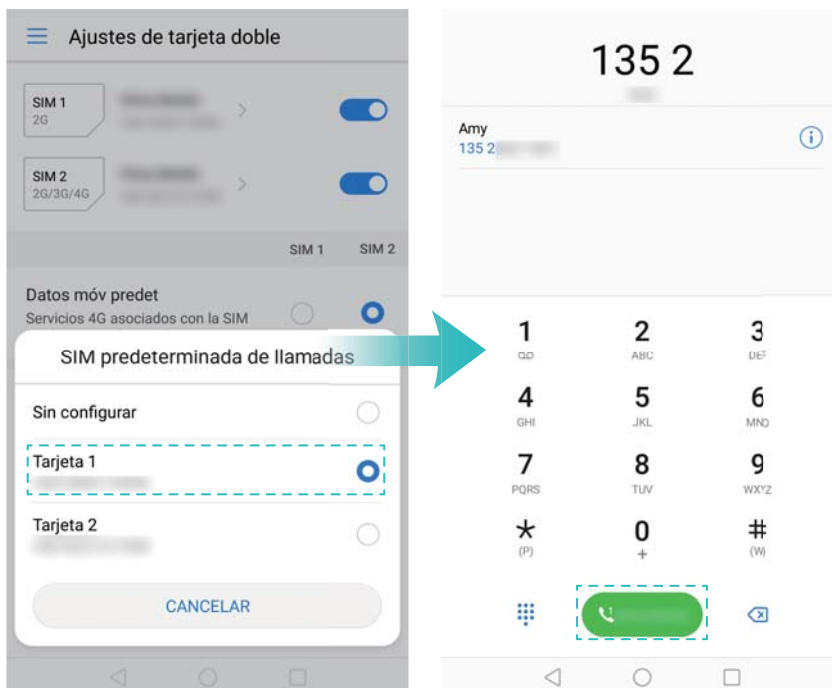 Ajustes de tarjeta doble
SIM 1
2G
SIM 2
2G/3G/4G
SIM 1 SIM 2
Datos móv predet
Servicios 4G asociados con la SIM
SIM predeterminada de llamadas
Sin configurar
Tarjeta 1
Tarjeta 2
CANCELAR
135 2
Amy
135 2
1 2 3
ABC DEF
4 5 6
GHI JKL MNO
7 8 9
PQRS TUV WXYZ
* 0 #
(P) + (W)
1